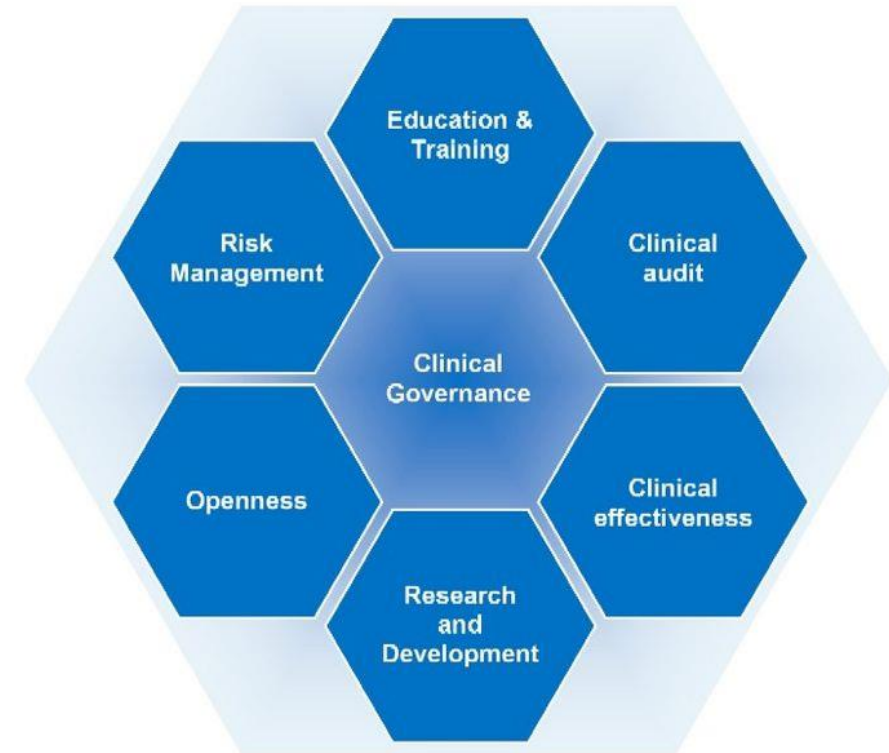 Education &
Training
Risk
Management
Clinical
audit
Clinical
Governance
Openness
Clinical
effectiveness
Research
and
Development